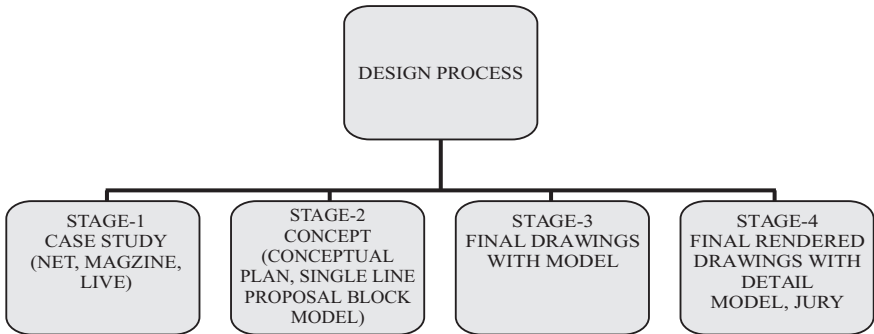 DESIGN PROCESS
STAGE-1
CASE STUDY
(NET, MAGZINE,
LIVE)
STAGE-2
CONCEPT
(CONCEPTUAL
PLAN, SINGLE LINE
PROPOSAL BLOCK
MODEL)
STAGE-3
FINAL DRAWINGS
WITH MODEL
STAGE-4
FINAL RENDERED
DRAWINGS WITH
DETAIL
MODEL, JURY